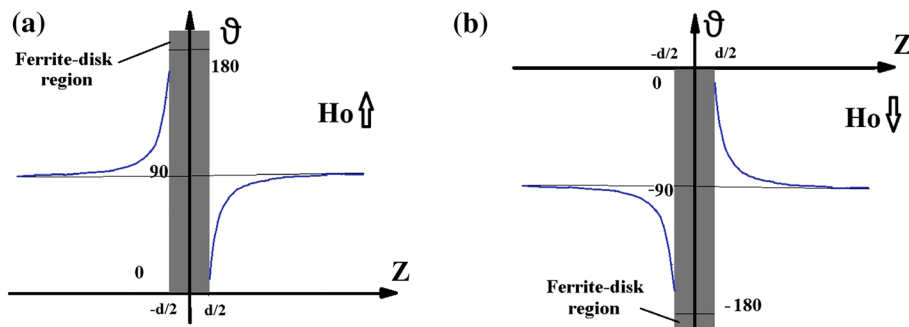 (a)
ϑ
Ferrite-disk
region
180
Ho
90
0
Z
-d/2
d/2
(b)
ϑ
-d/2
d/2
Z
0
Ho
-90
Ferrite-disk
region
-180